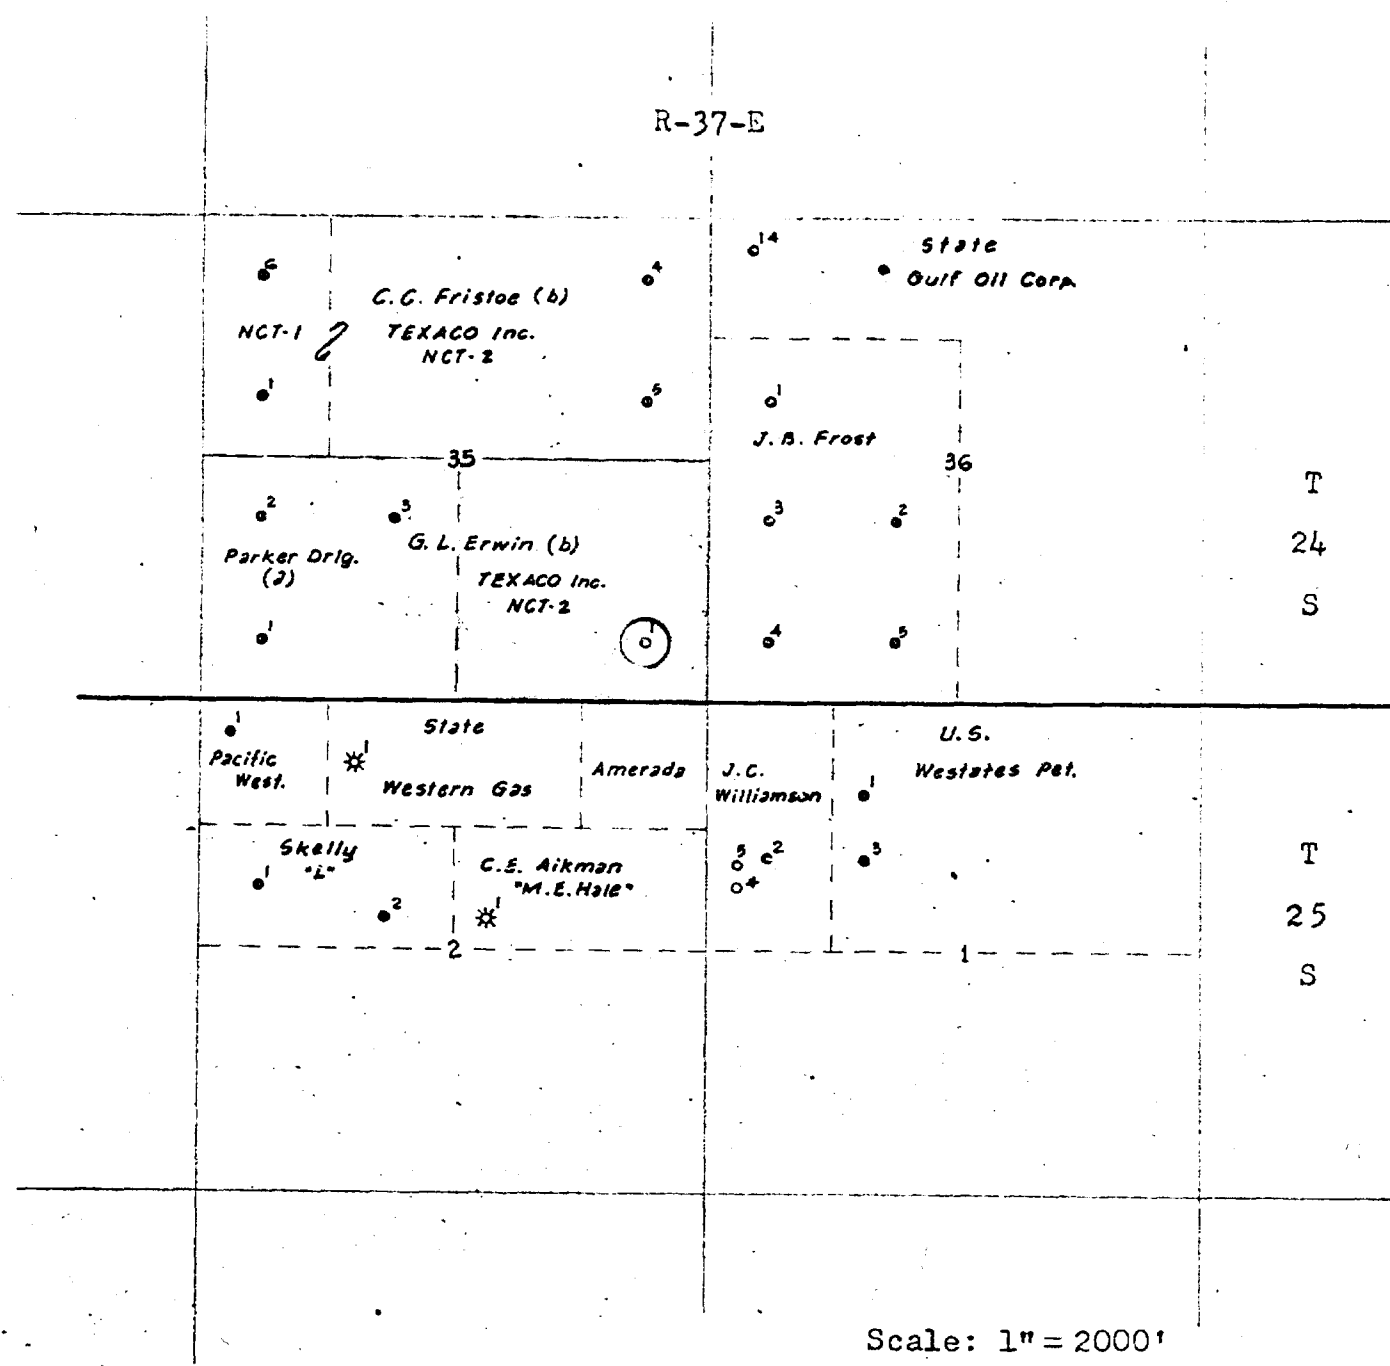 R-37-E
14
State
Gulf Oil Corp.
6
4
C.C. Fristoe (b)
NCT-1
TEXACO Inc.
NCT-2
1
5
1
J.B. Frost
35
36
2
3
3
2
G.L. Erwin (b)
Parker Drlg.
(a)
TEXACO Inc.
NCT-2
1
1
4
5
T
24
S
1
State
1
Pacific
West.
Western Gas
Amerada
J.C.
Williamson
U.S.
Westates Pet.
1
Skelly
"L"
1
2
C.E. Aikman
"M.E. Hale"
1
5
2
4
3
2
1
T
25
S
Scale: 1" = 2000'